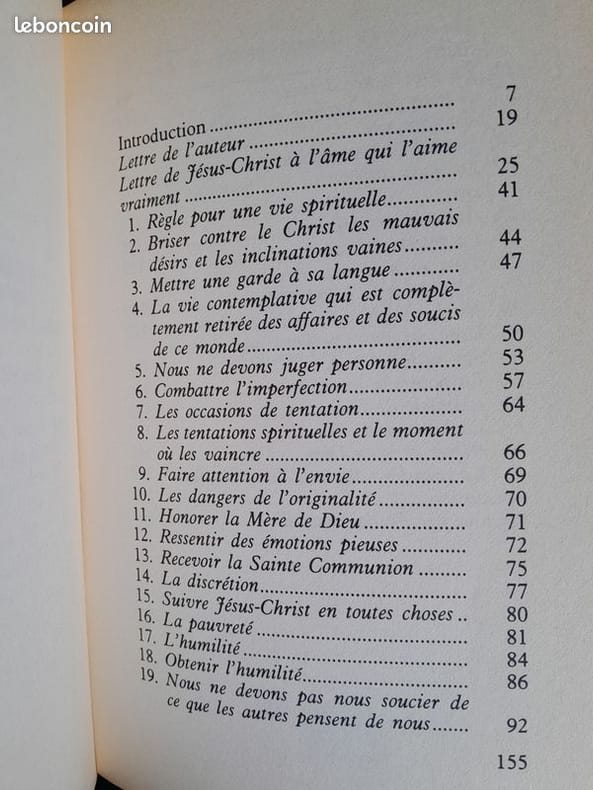 leboncoin
Introduction ........ 7
Lettre de l'auteur ........ 19
Lettre de Jésus-Christ à l'âme qui l'aime
vraiment ........ 25
1. Règle pour une vie spirituelle ........ 41
2. Briser contre le Christ les mauvais
désirs et les inclinations vaines ........ 44
3. Mettre une garde à sa langue ........ 47
4. La vie contemplative qui est complè-
tement retirée des affaires et des soucis
de ce monde ........ 50
5. Nous ne devons juger personne ........ 53
6. Combattre l'imperfection ........ 57
7. Les occasions de tentation ........ 64
8. Les tentations spirituelles et le moment
où les vaincre ........ 66
9. Faire attention à l'envie ........ 69
10. Les dangers de l'originalité ........ 70
11. Honorer la Mère de Dieu ........ 71
12. Ressentir des émotions pieuses ........ 72
13. Recevoir la Sainte Communion ........ 75
14. La discrétion ........ 77
15. Suivre Jésus-Christ en toutes choses .. 80
16. La pauvreté ........ 81
17. L'humilité ........ 84
18. Obtenir l'humilité ........ 86
19. Nous ne devons pas nous soucier de
ce que les autres pensent de nous ....... 92
155